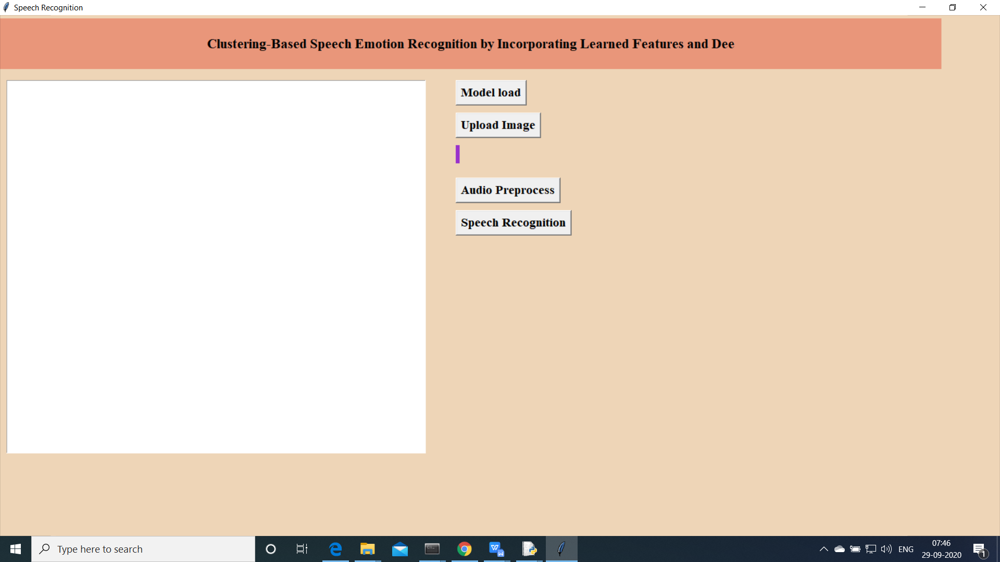 Speech Recognition
Clustering-Based Speech Emotion Recognition by Incorporating Learned Features and Dee
Model load
Upload Image
Audio Preprocess
Speech Recognition
Type here to search
ENG
07:46
29-09-2020
1